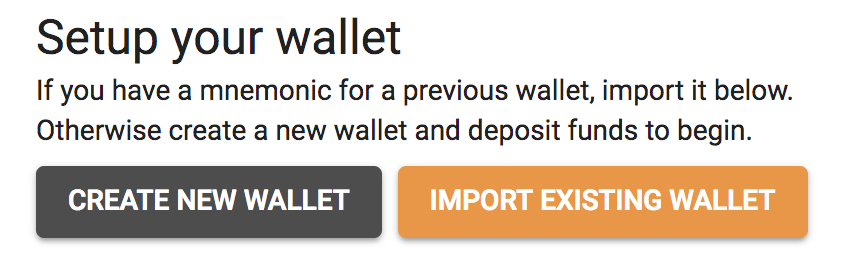 Setup your wallet
If you have a mnemonic for a previous wallet, import it below.
Otherwise create a new wallet and deposit funds to begin.
CREATE NEW WALLET
IMPORT EXISTING WALLET